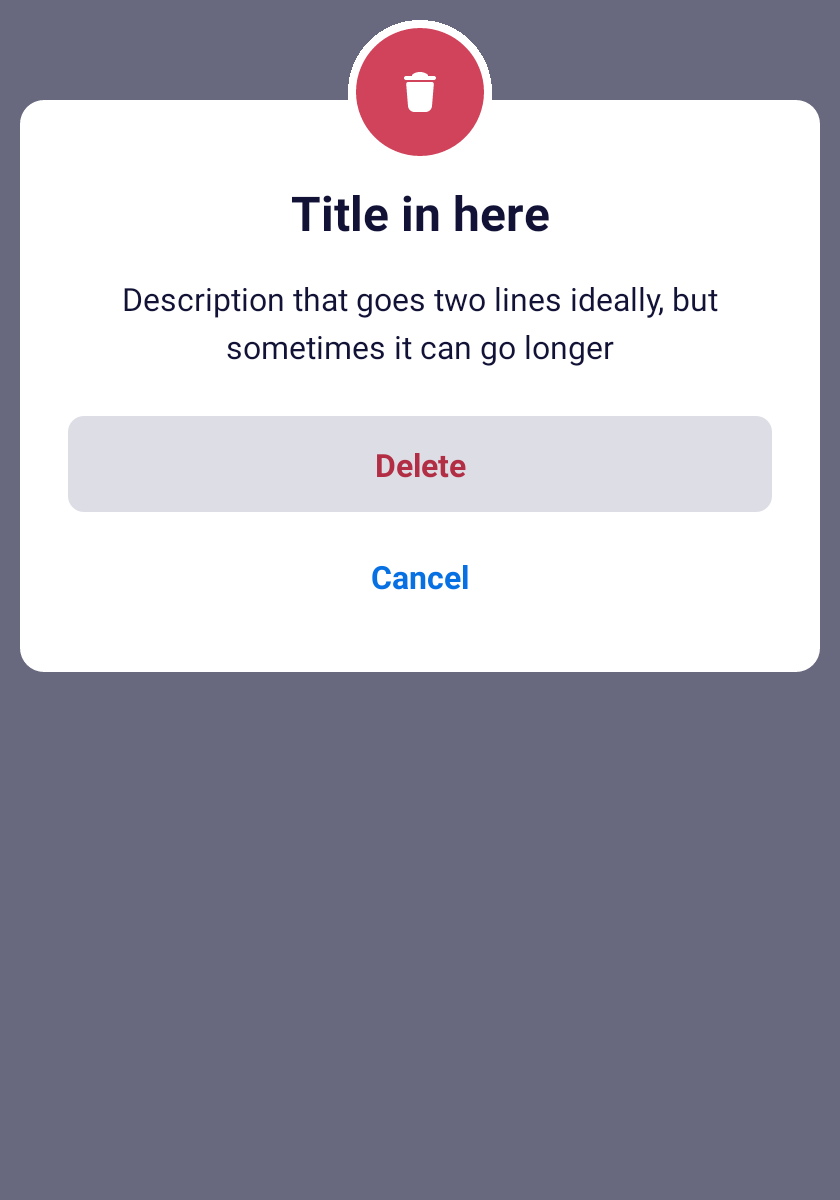 Title in here
Description that goes two lines ideally, but
sometimes it can go longer
Delete
Cancel